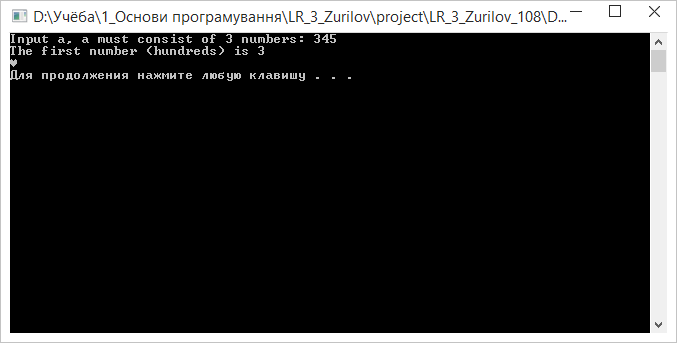 D:\Учёба\1_Основи програмування\LR_3_Zurilov\project\LR_3_Zurilov_108\D...
Input a, a must consist of 3 numbers: 345
The first number (hundreds) is 3
♥
Для продолжения нажмите любую клавишу . . .